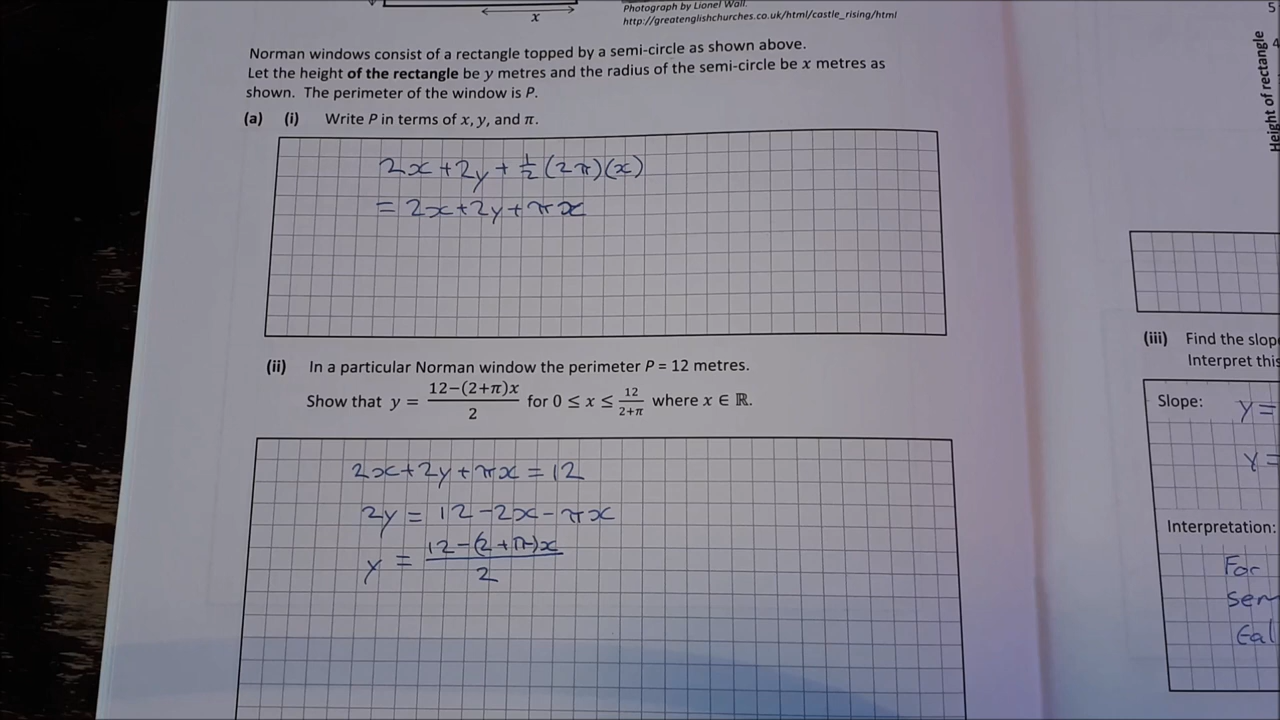 x
Photograph by Lionel Wall.
http://greatenglishchurches.co.uk/html/castle_rising/html
Norman windows consist of a rectangle topped by a semi-circle as shown above.
Let the height of the rectangle be y metres and the radius of the semi-circle be x metres as
shown. The perimeter of the window is P.
(a) (i) Write P in terms of x, y, and π.
2x + 2y + 1/2 (2π)(x)
= 2x + 2y + πx
(ii) In a particular Norman window the perimeter P = 12 metres.
Show that y = 12−(2+π)x / 2 for 0 ≤ x ≤ 12 / 2+π where x ∈ ℝ.
2x + 2y + πx = 12
2y = 12 - 2x - πx
y = 12 - (2 + π)x / 2
5
4
Height of rectangle
(iii) Find the slop
Interpret this
Slope: y =
y =
Interpretation:
For
Sem
Eal